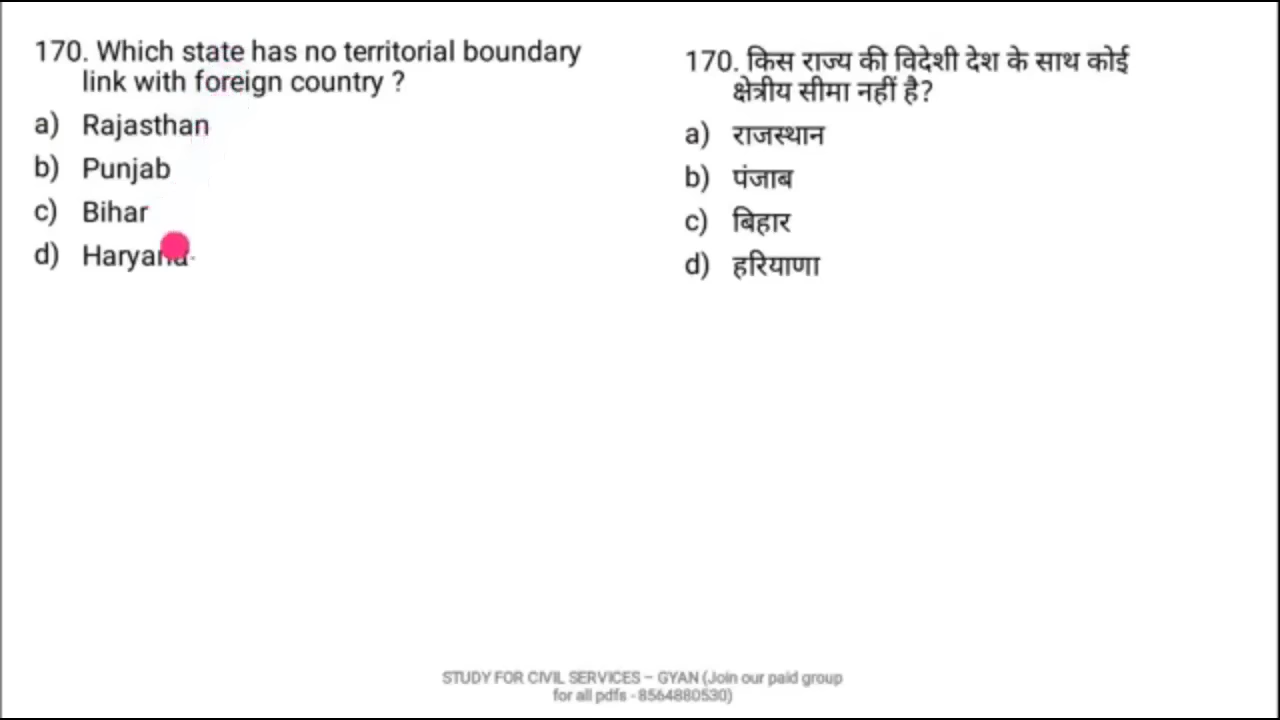 170. Which state has no territorial boundary
link with foreign country ?
a) Rajasthan
b) Punjab
c) Bihar
d) Haryana
170. किस राज्य की विदेशी देश के साथ कोई
क्षेत्रीय सीमा नहीं है?
a) राजस्थान
b) पंजाब
c) बिहार
d) हरियाणा
STUDY FOR CIVIL SERVICES – GYAN (Join our paid group
for all pdfs - 8564880530)